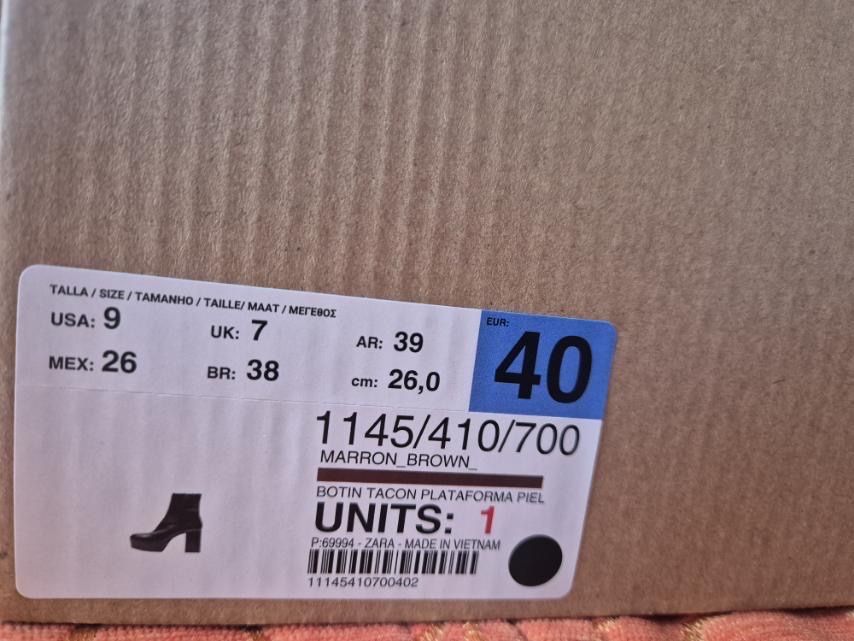 TALLA / SIZE / TAMANHO / TAILLE/ MAAT / ΜΕΓΕΘΟΣ
USA: 9 UK: 7 AR: 39
MEX: 26 BR: 38 cm: 26,0
EUR:
40
1145/410/700
MARRON_BROWN_
BOTIN TACON PLATAFORMA PIEL
UNITS: 1
P:69994 - ZARA - MADE IN VIETNAM
11145410700402